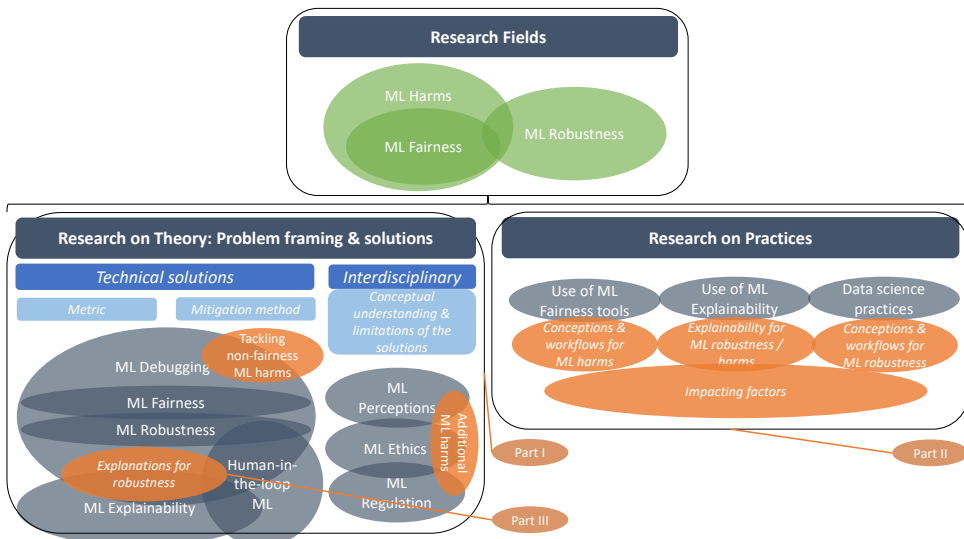 Research Fields
ML Harms
ML Fairness
ML Robustness
Research on Theory: Problem framing & solutions
Technical solutions
Interdisciplinary
Metric
Mitigation method
Conceptual
understanding &
limitations of the
solutions
Tackling
non-fairness
ML harms
ML Debugging
ML Fairness
ML Robustness
Explanations for
robustness
Human-in-
the-loop
ML
ML Explainability
ML
Perceptions
ML Ethics
ML
Regulation
Additional
ML harms
Research on Practices
Use of ML
Fairness tools
Use of ML
Explainability
Data science
practices
Conceptions &
workflows for
ML harms
Explainability for
ML robustness /
harms
Conceptions &
workflows for
ML robustness
Impacting factors
Part I
Part II
Part III